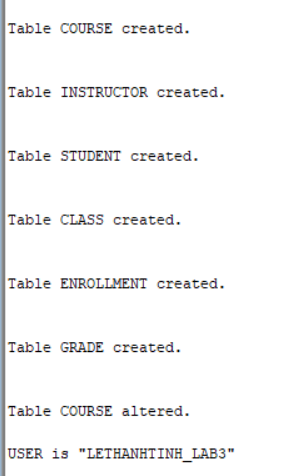 Table COURSE created.
Table INSTRUCTOR created.
Table STUDENT created.
Table CLASS created.
Table ENROLLMENT created.
Table GRADE created.
Table COURSE altered.
USER is "LETHANHTINH_LAB3"